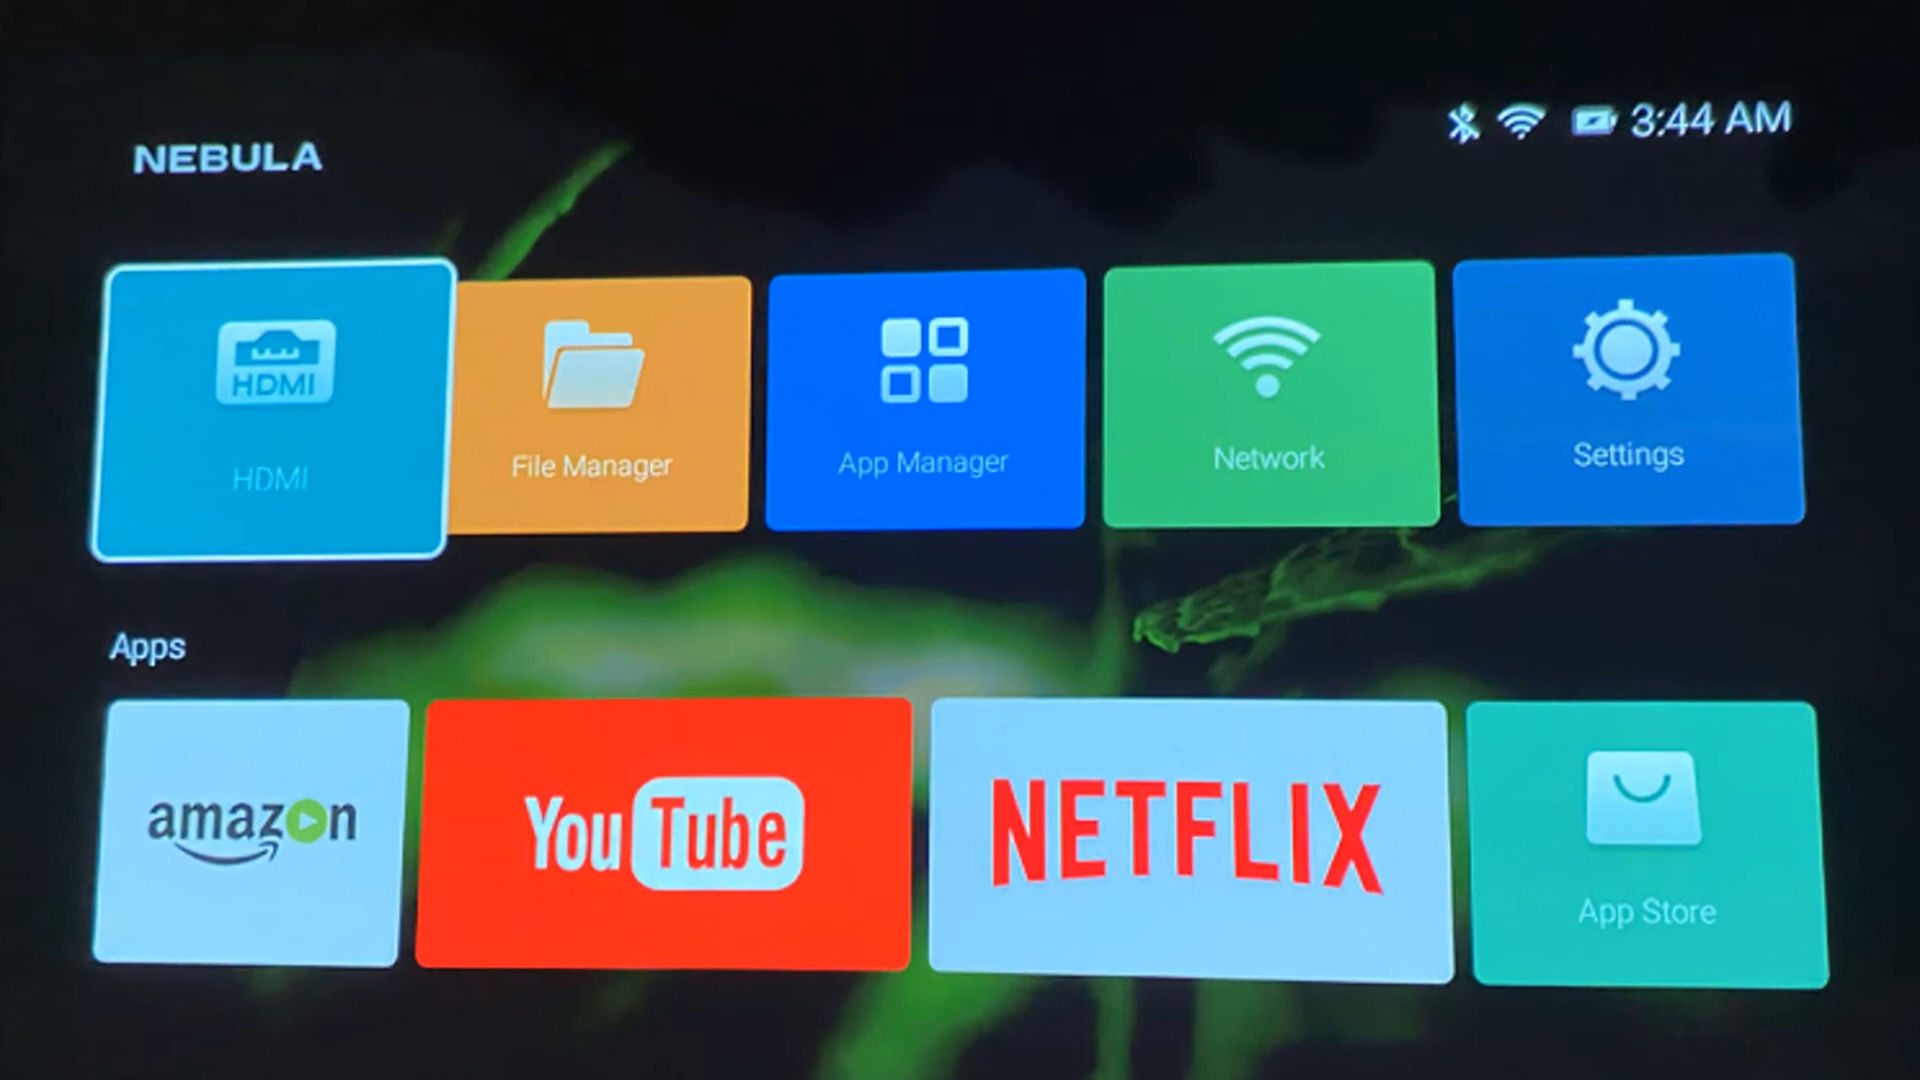 3:44 AM
NEBULA
HDMI
HDMI
File Manager
App Manager
Network
Settings
Apps
amazon
YouTube
NETFLIX
App Store